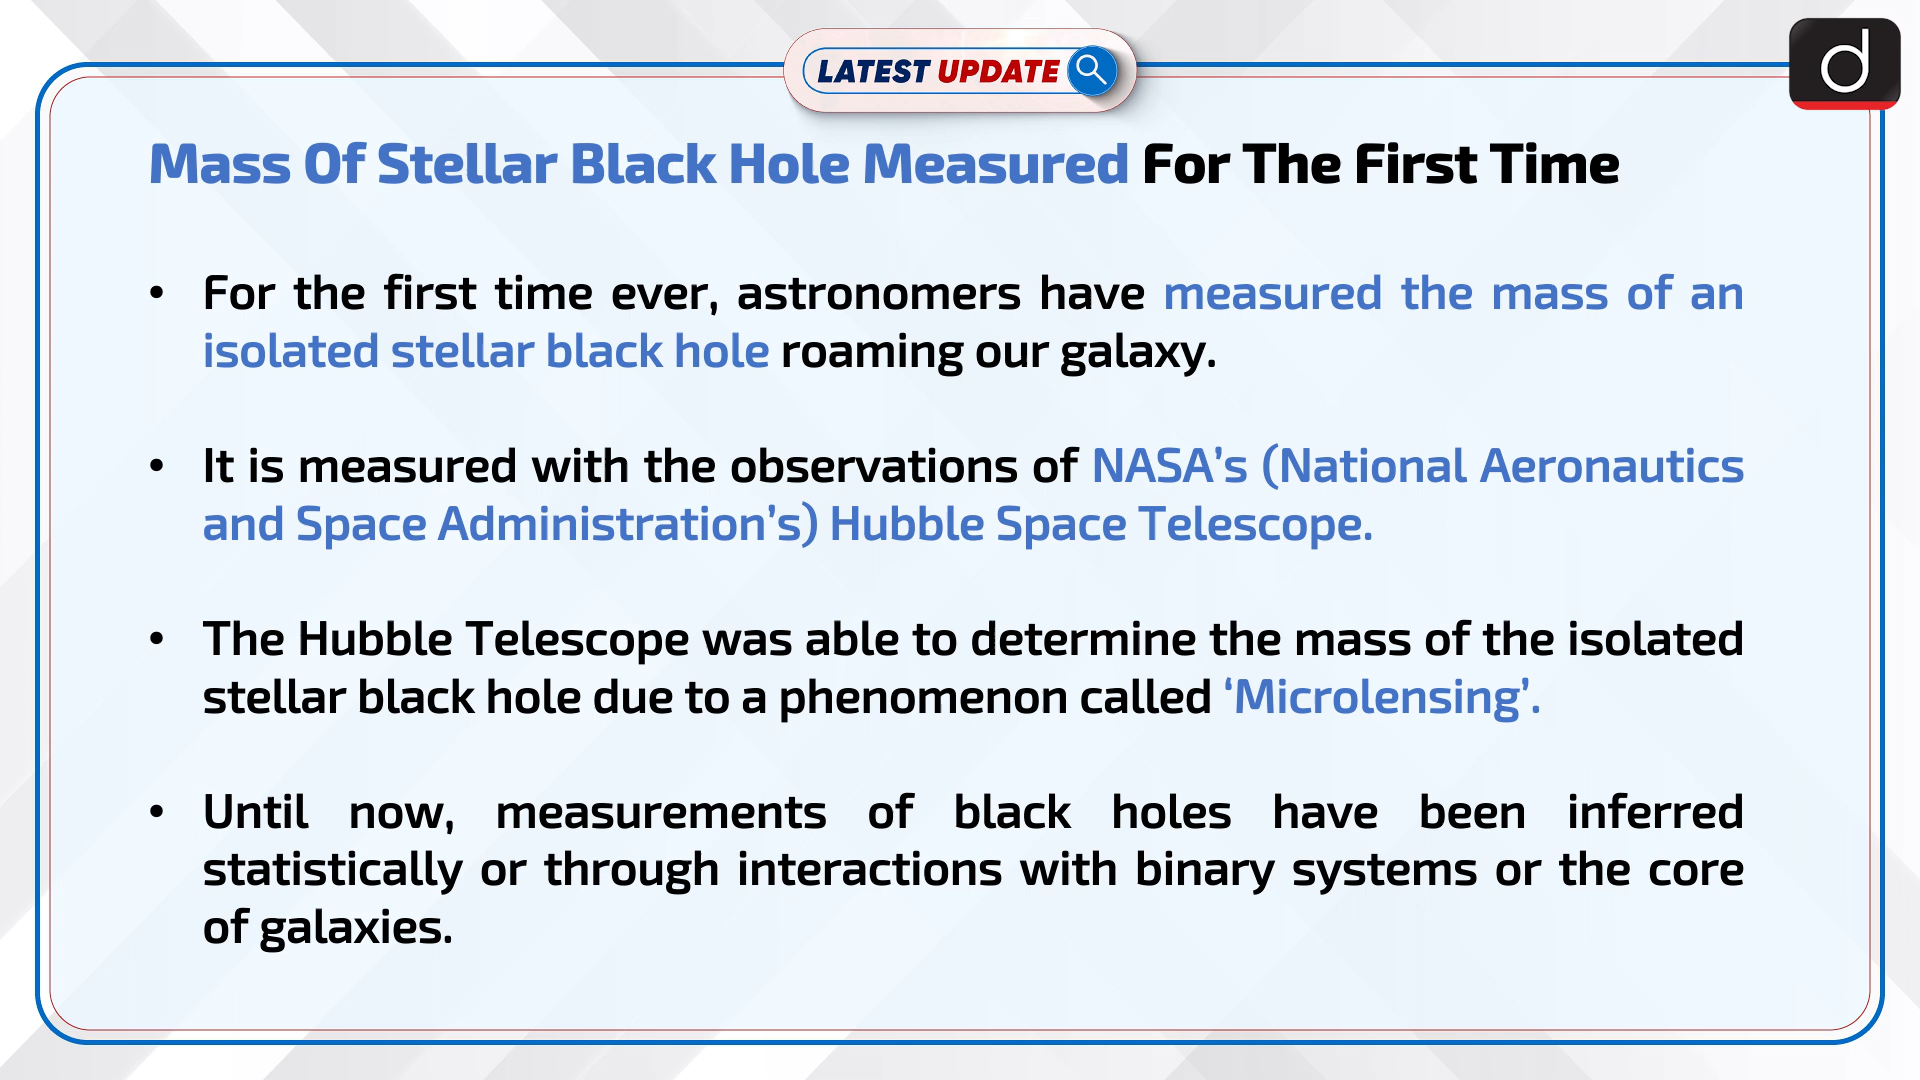 LATEST UPDATE
d
Mass Of Stellar Black Hole Measured For The First Time
• For the first time ever, astronomers have measured the mass of an
isolated stellar black hole roaming our galaxy.
• It is measured with the observations of NASA’s (National Aeronautics
and Space Administration’s) Hubble Space Telescope.
• The Hubble Telescope was able to determine the mass of the isolated
stellar black hole due to a phenomenon called ‘Microlensing’.
• Until now, measurements of black holes have been inferred
statistically or through interactions with binary systems or the core
of galaxies.